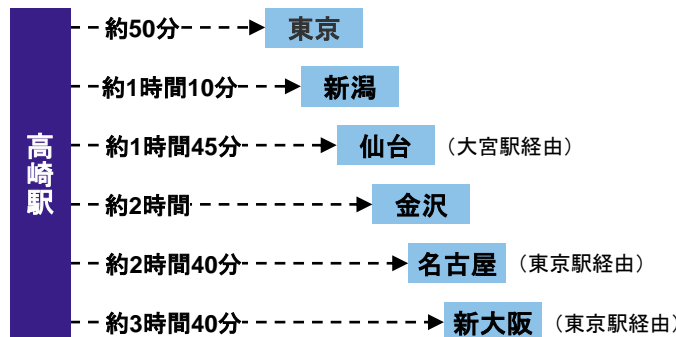 高崎駅
約50分 東京
約1時間10分 新潟
約1時間45分 仙台 （大宮駅経由）
約2時間 金沢
約2時間40分 名古屋 （東京駅経由）
約3時間40分 新大阪 （東京駅経由）